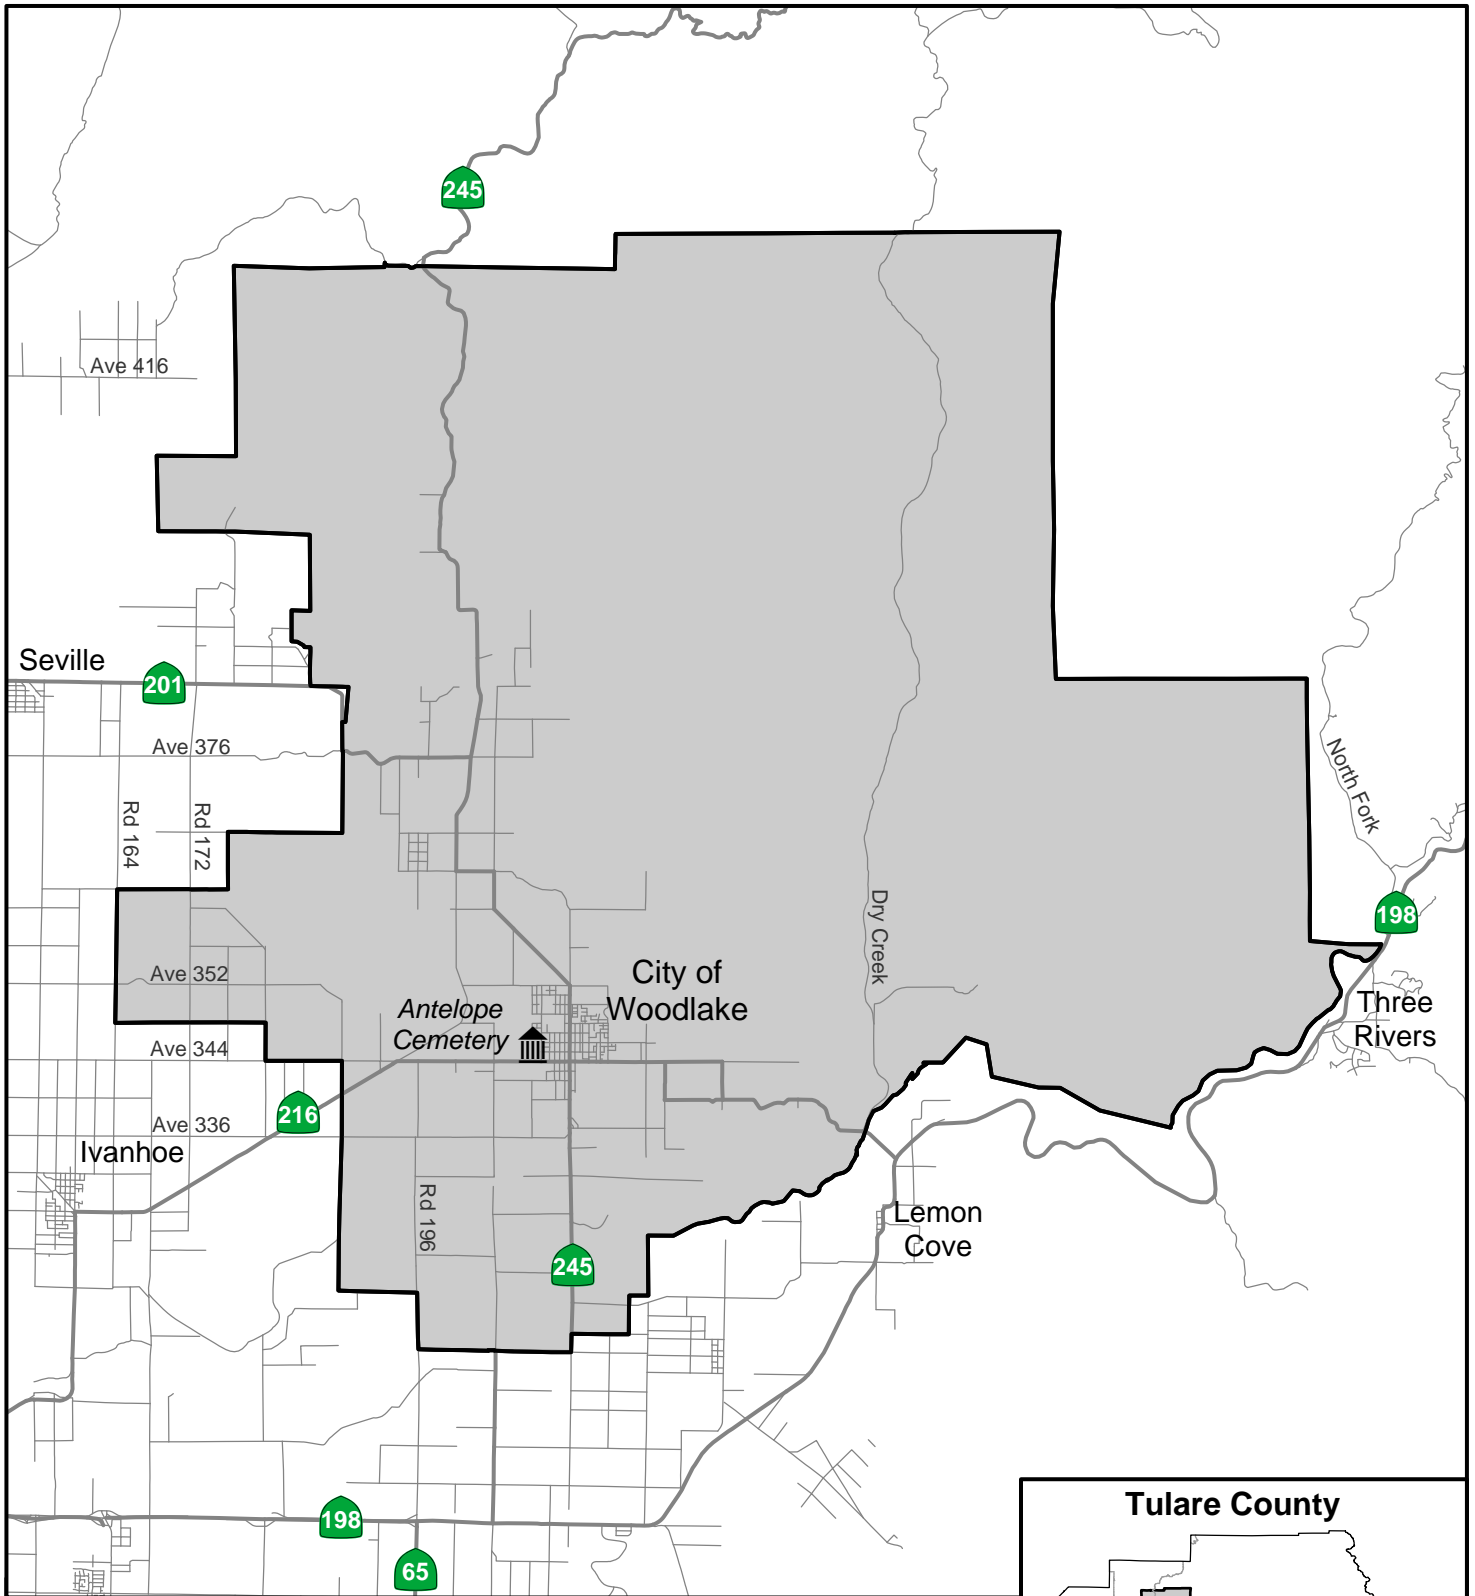 245
Ave 416
Seville
201
Ave 376
Rd 164
Rd 172
North Fork
198
Dry Creek
Ave 352
City of
Woodlake
Antelope
Cemetery
Three
Rivers
Ave 344
216
Ave 336
Ivanhoe
Rd 196
Lemon
Cove
245
198
65
Tulare County